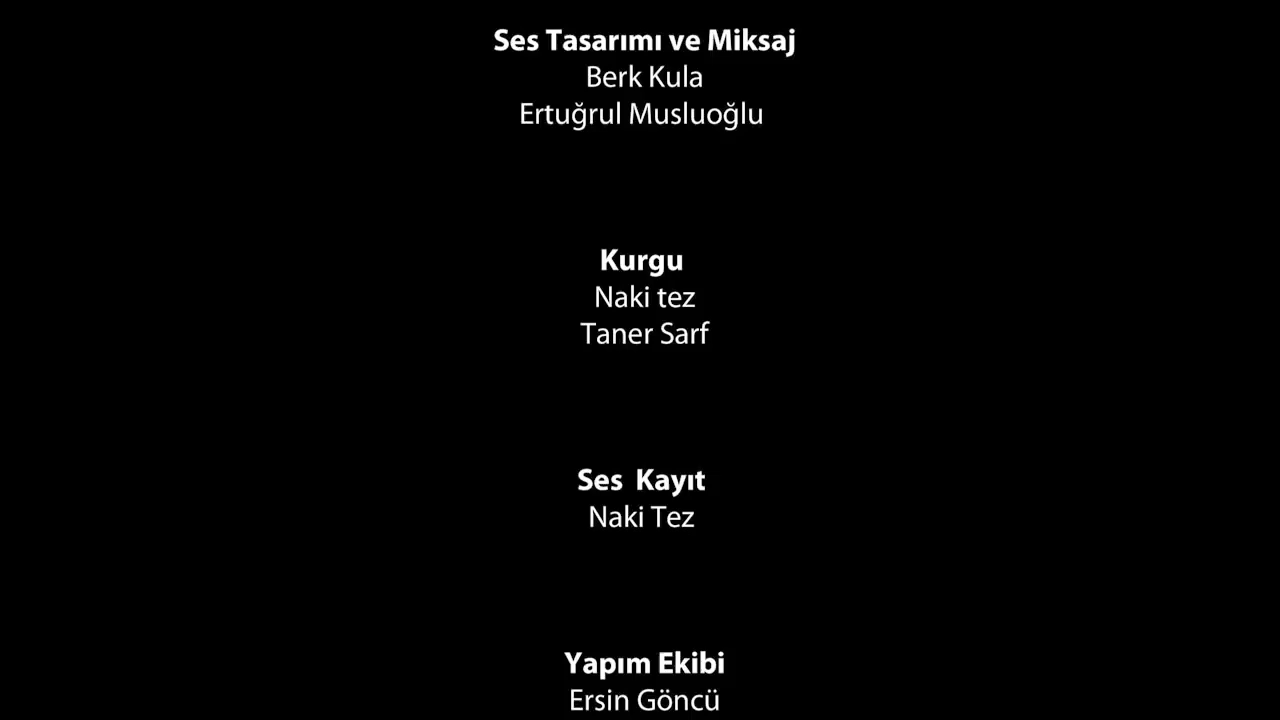 Ses Tasarımı ve Miksaj
Berk Kula
Ertuğrul Musluoğlu
Kurgu
Naki tez
Taner Sarf
Ses  Kayıt
Naki Tez
Yapım Ekibi
Ersin Göncü